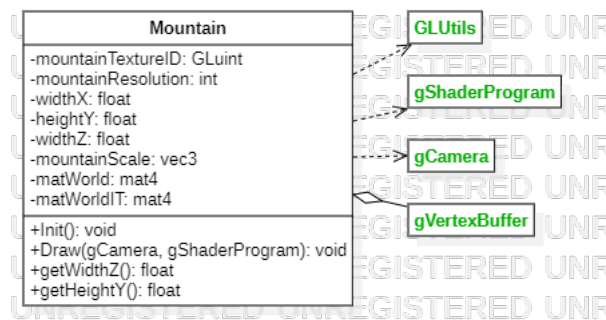 Mountain
-mountainTextureID: GLuint
-mountainResolution: int
-widthX: float
-heightY: float
-widthZ: float
-mountainScale: vec3
-matWorld: mat4
-matWorldIT: mat4
+Init(): void
+Draw(gCamera, gShaderProgram): void
+getWidthZ(): float
+getHeightY(): float
GLUtils
gShaderProgram
gCamera
gVertexBuffer
UNREGISTERED